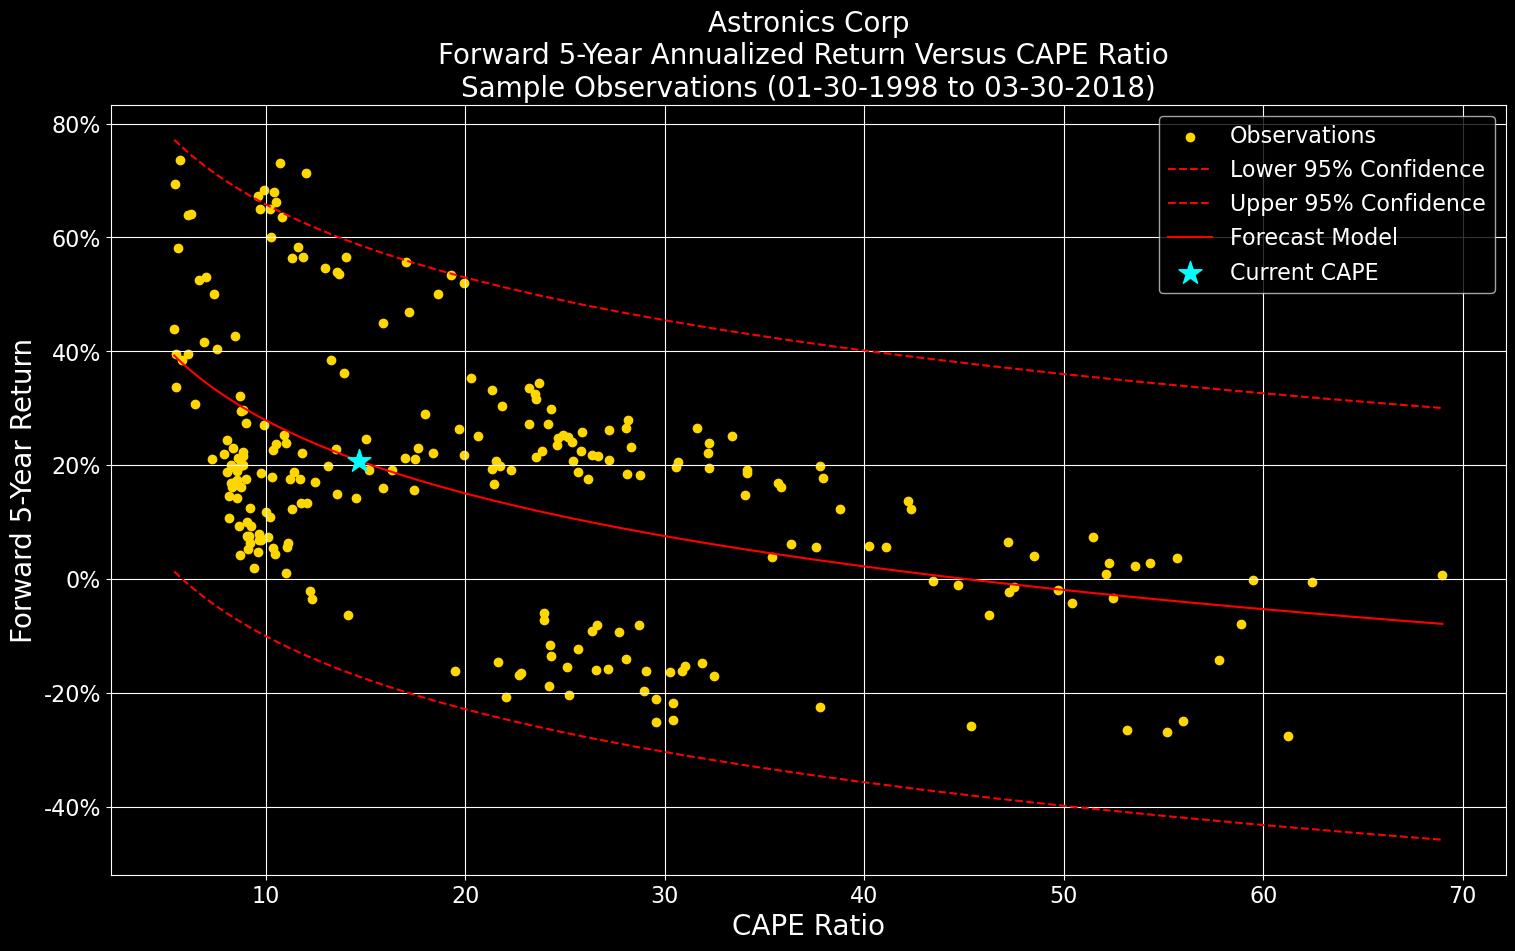 Astronics Corp
Forward 5-Year Annualized Return Versus CAPE Ratio
Sample Observations (01-30-1998 to 03-30-2018)
80%
60%
40%
20%
0%
-20%
-40%
Forward 5-Year Return
Observations
Lower 95% Confidence
Upper 95% Confidence
Forecast Model
Current CAPE
10
20
30
40
50
60
70
CAPE Ratio